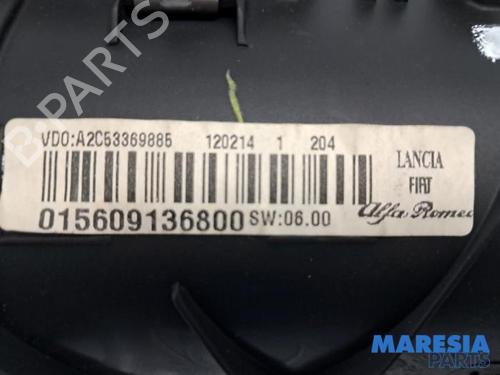 B-PARTS
VDO:A2C53369885 120214 1 204
LANCIA
FIAT
Alfa Romeo
015609136800 SW:06.00
MARESIA
PARTS